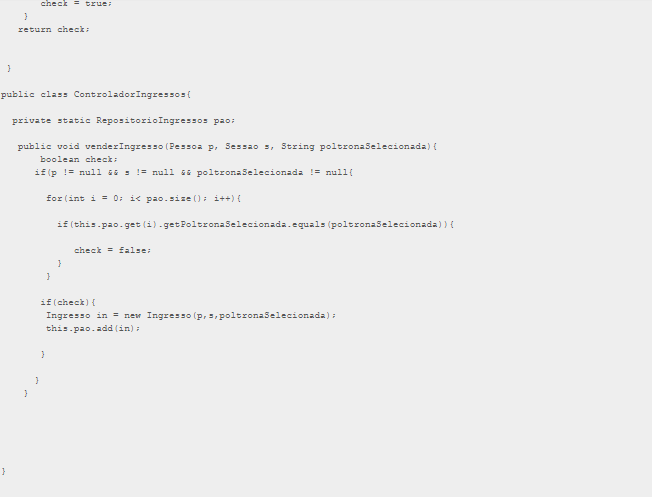 check = true;
}
return check;
}
public class ControladorIngressos{
private static RepositorioIngressos pao;
public void venderIngresso(Pessoa p, Sessao s, String poltronaSelecionada){
boolean check;
if(p != null && s != null && poltronaSelecionada != null{
for(int i = 0; i< pao.size(); i++){
if(this.pao.get(i).getPoltronaSelecionada.equals(poltronaSelecionada)){
check = false;
}
}
if(check){
Ingresso in = new Ingresso(p,s,poltronaSelecionada);
this.pao.add(in);
}
}
}
}